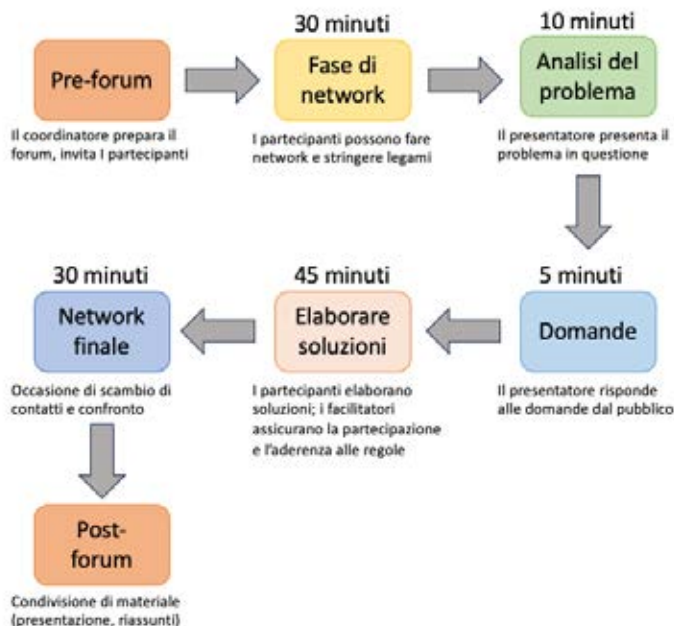 Pre-forum
Il coordinatore prepara il
forum, invita I partecipanti
30 minuti
Fase di
network
I partecipanti possono fare
network e stringere legami
10 minuti
Analisi del
problema
Il presentatore presenta il
problema in questione
5 minuti
Domande
Il presentatore risponde
alle domande dal pubblico
45 minuti
Elaborare
soluzioni
I partecipanti elaborano
soluzioni; i facilitatori
assicurano la partecipazione
e l'aderenza alle regole
30 minuti
Network
finale
Occasione di scambio di
contatti e confronto
Post-
forum
Condivisione di materiale
(presentazione, riassunti)